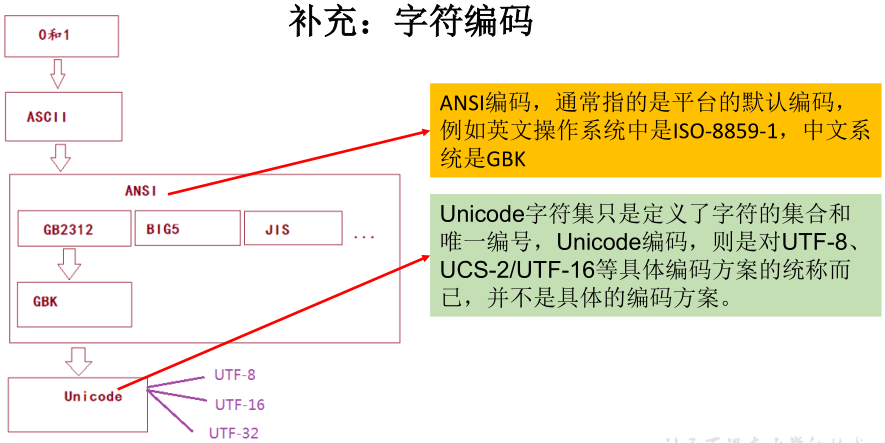 补充：字符编码
0和1
ASCII
ANSI
GB2312
BIG5
JIS
...
GBK
Unicode
UTF-8
UTF-16
UTF-32
ANSI编码，通常指的是平台的默认编码，
例如英文操作系统中是ISO-8859-1，中文系
统是GBK
Unicode字符集只是定义了字符的集合和
唯一编号，Unicode编码，则是对UTF-8、
UCS-2/UTF-16等具体编码方案的统称而
已，并不是具体的编码方案。